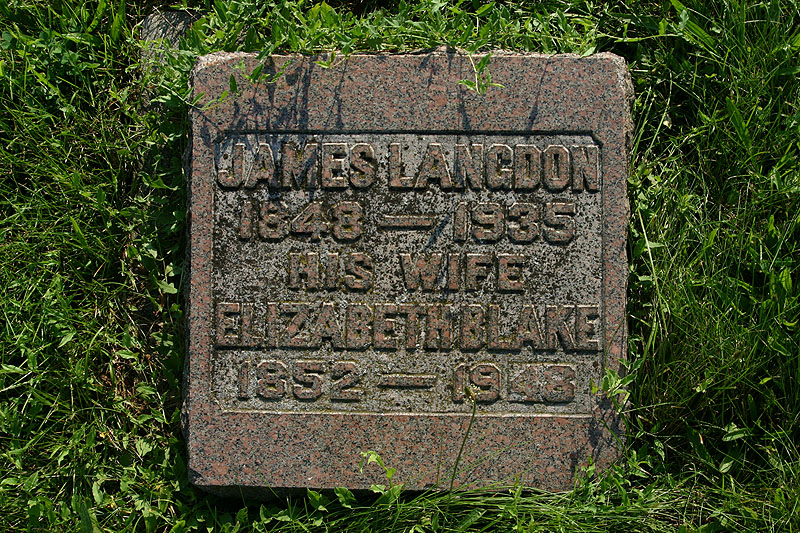 JAMES LANGDON
1848 — 1935
HIS WIFE
ELIZABETH BLAKE
1852 — 1948